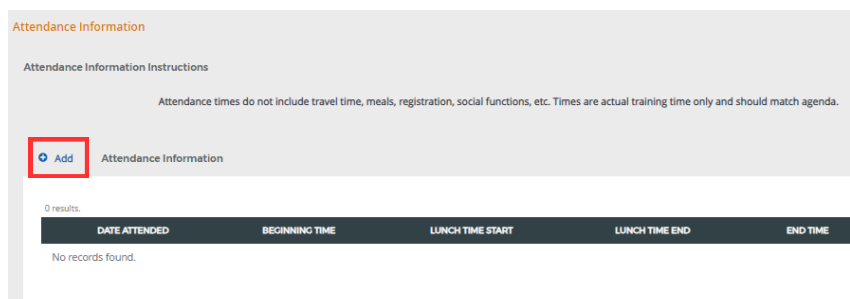 Attendance Information
Attendance Information Instructions
Attendance times do not include travel time, meals, registration, social functions, etc. Times are actual training time only and should match agenda.
Add Attendance Information
0 results.
DATE ATTENDED BEGINNING TIME LUNCH TIME START LUNCH TIME END END TIME
No records found.